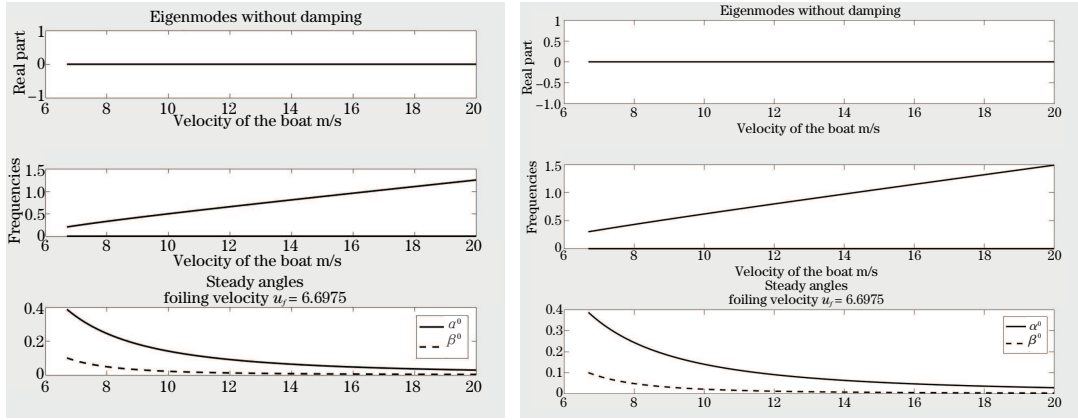 Eigenmodes without damping
Real part
1
0
−1
6 8 10 12 14 16 18 20
Velocity of the boat m/s
Frequencies
1.5
1.0
0.5
0
6 8 10 12 14 16 18 20
Velocity of the boat m/s
Steady angles
foiling velocity u_f = 6.6975
0.4
0.2
0
α⁰
β⁰
6 8 10 12 14 16 18 20
Eigenmodes without damping
Real part
1
0.5
0
−0.5
−1.0
6 8 10 12 14 16 18 20
Velocity of the boat m/s
Frequencies
1.5
1.0
0.5
0
6 8 10 12 14 16 18 20
Velocity of the boat m/s
Steady angles
foiling velocity u_f = 6.6975
0.4
0.3
0.2
0.1
0
α⁰
β⁰
6 8 10 12 14 16 18 20